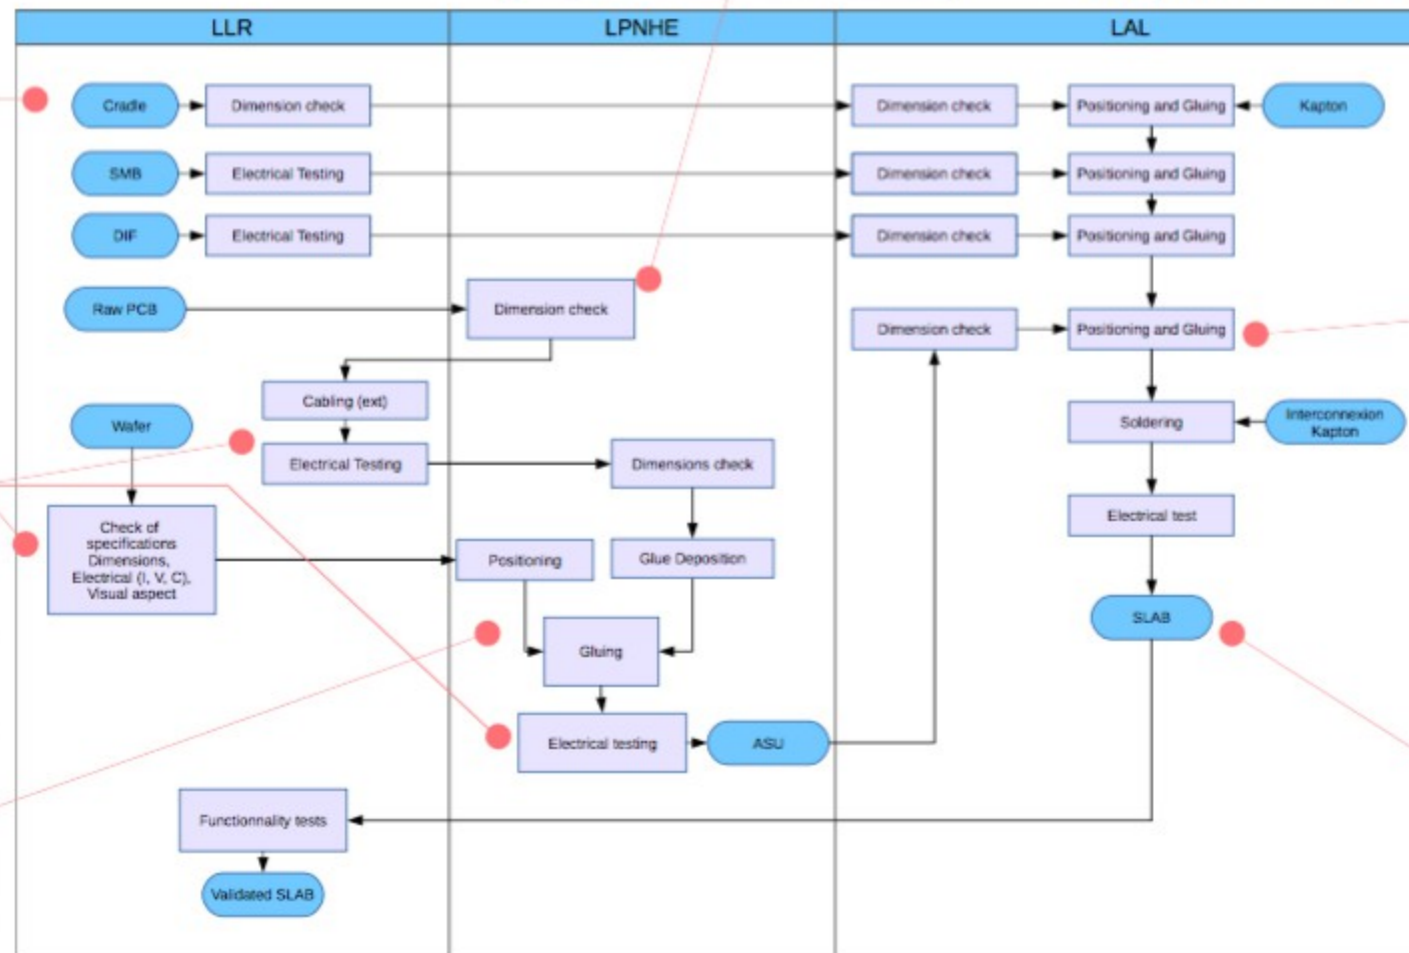 LLR
LPNHE
LAL
Cradle
Dimension check
Dimension check
Positioning and Gluing
Kapton
SMB
Electrical Testing
Dimension check
Positioning and Gluing
DIF
Electrical Testing
Dimension check
Positioning and Gluing
Raw PCB
Dimension check
Dimension check
Positioning and Gluing
Cabling (ext)
Wafer
Soldering
Interconnexion
Kapton
Electrical Testing
Dimensions check
Electrical test
Check of
specifications
Dimensions,
Electrical (I, V, C),
Visual aspect
Positioning
Glue Deposition
SLAB
Gluing
Electrical testing
ASU
Functionnality tests
Validated SLAB